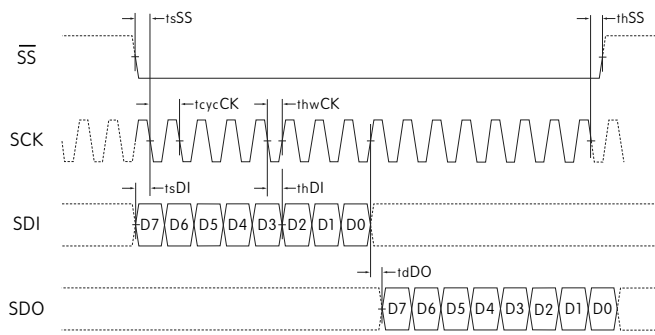 tsSS thSS
S̅S̅
tcycCK thwCK
SCK
tsDI thDI
SDI D7 D6 D5 D4 D3 D2 D1 D0
tdDO
SDO D7 D6 D5 D4 D3 D2 D1 D0